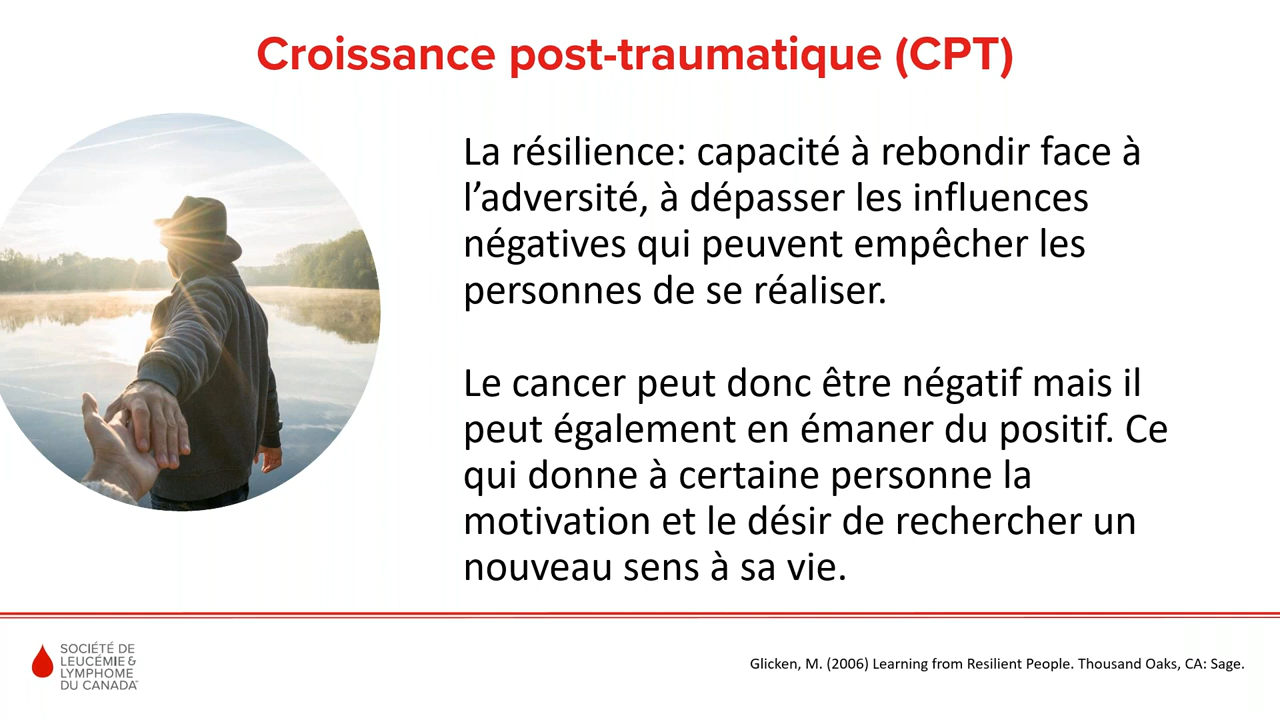 Croissance post-traumatique (CPT)
La résilience: capacité à rebondir face à
l’adversité, à dépasser les influences
négatives qui peuvent empêcher les
personnes de se réaliser.
Le cancer peut donc être négatif mais il
peut également en émaner du positif. Ce
qui donne à certaine personne la
motivation et le désir de rechercher un
nouveau sens à sa vie.
SOCIÉTÉ DE
LEUCÉMIE &
LYMPHOME
DU CANADA
Glicken, M. (2006) Learning from Resilient People. Thousand Oaks, CA: Sage.